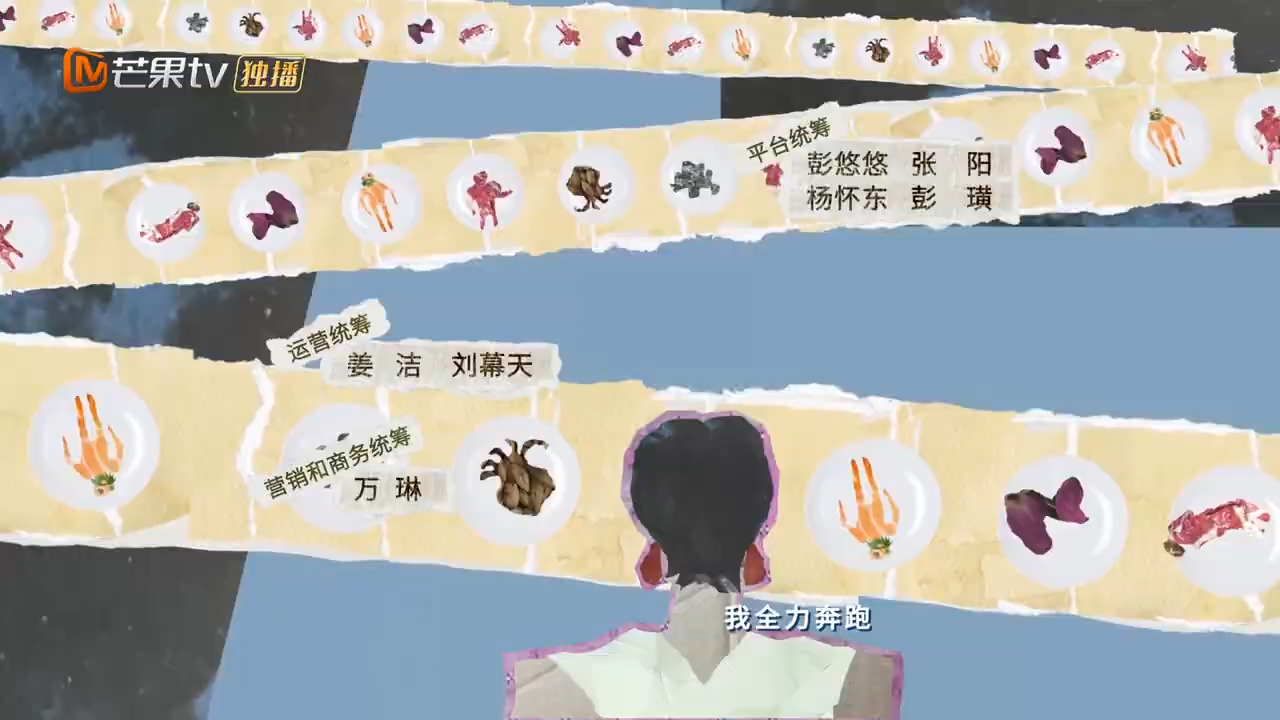 芒果tv 独播
平台统筹
彭悠悠 张 阳
杨怀东 彭 璜
运营统筹
姜 洁 刘幕天
营销和商务统筹
万 琳
我全力奔跑